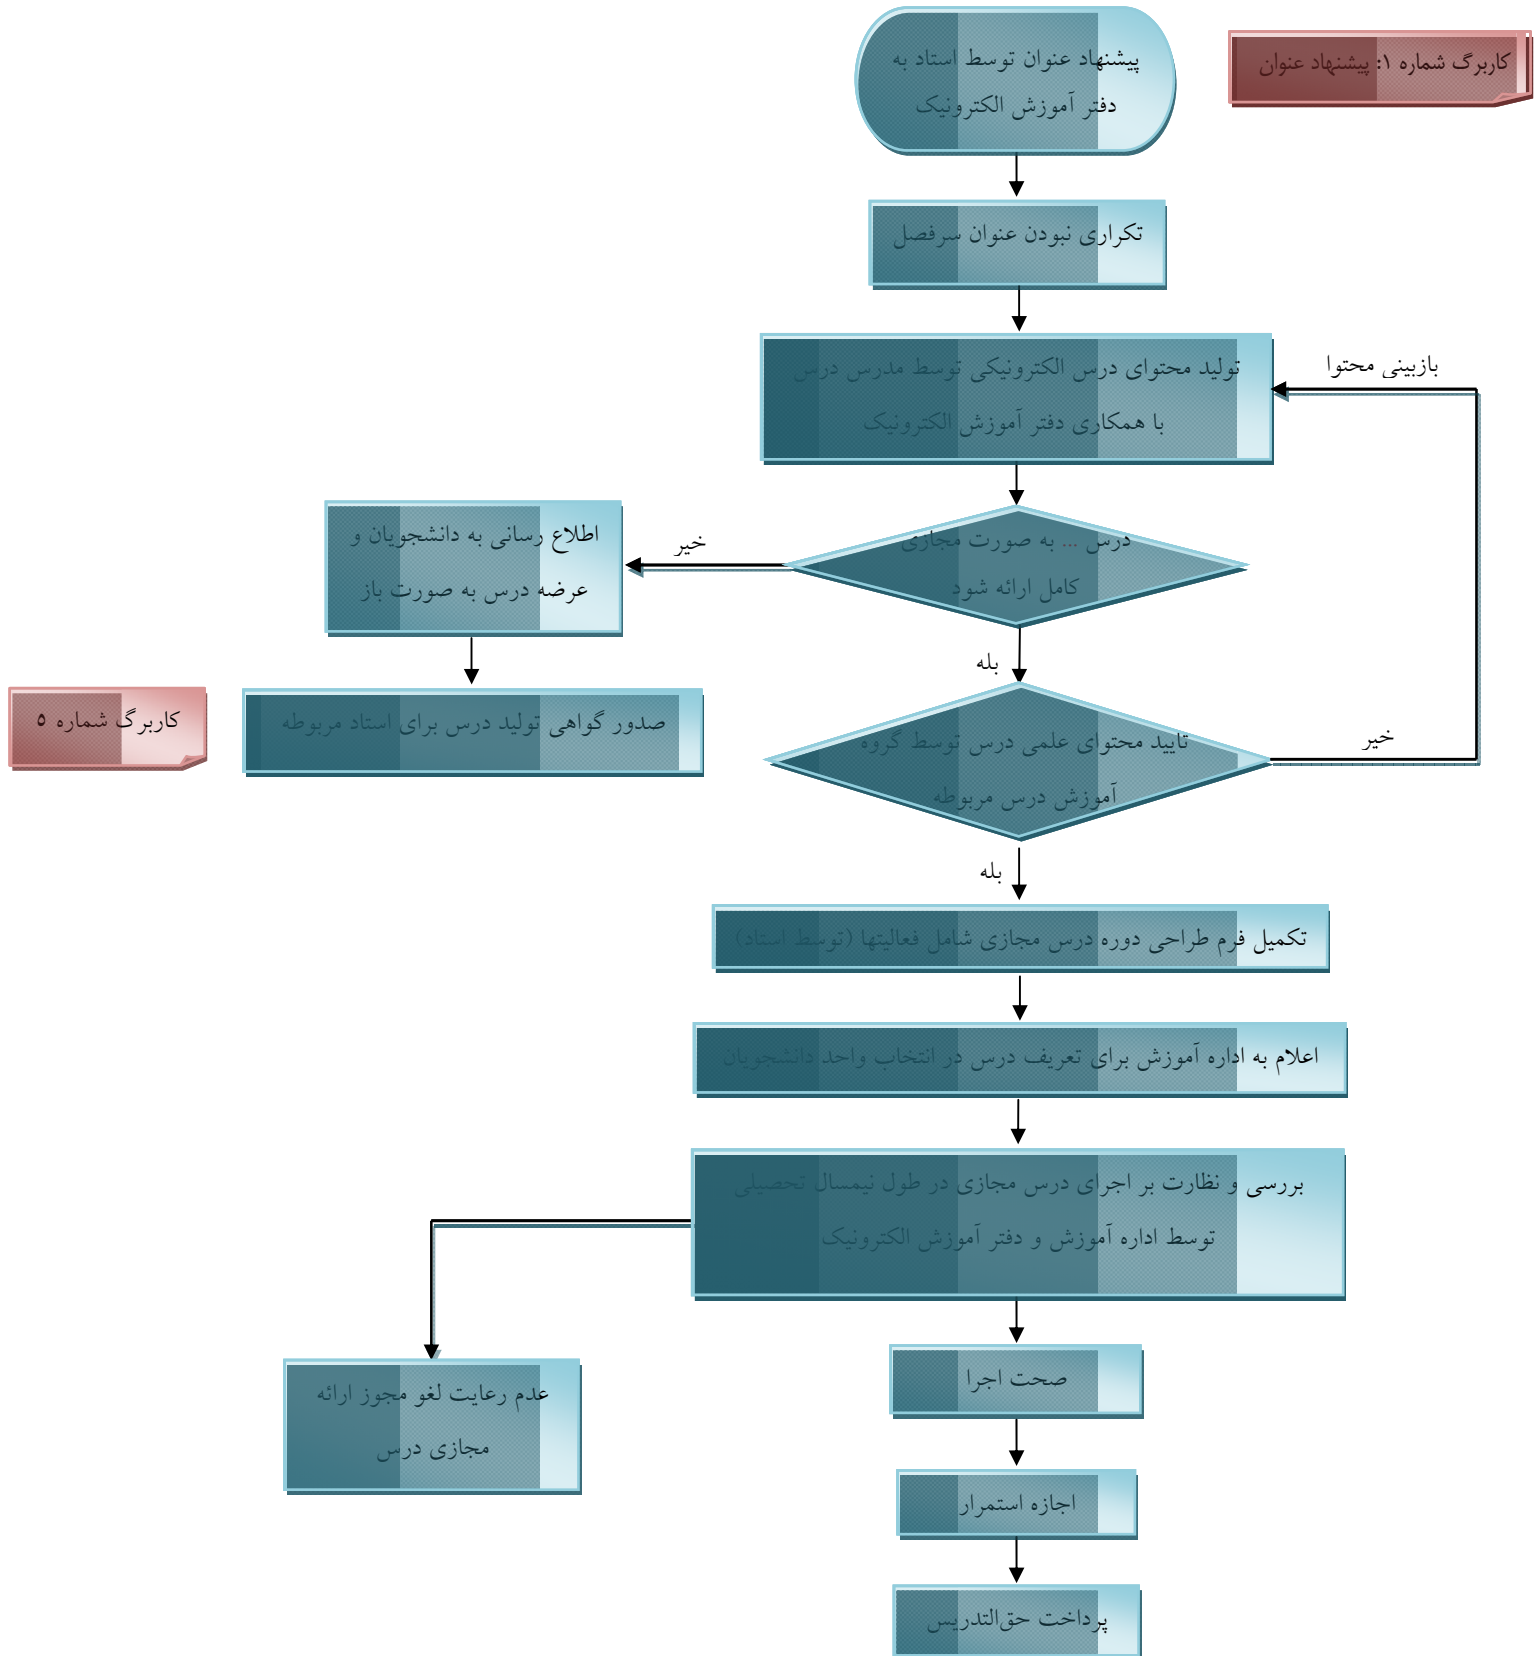 پیشنهاد عنوان توسط استاد به
دفتر آموزش الکترونیک
کاربرگ شماره ۱: پیشنهاد عنوان
تکراری نبودن عنوان سرفصل
تولید محتوای درس الکترونیکی توسط مدرس درس
با همکاری دفتر آموزش الکترونیک
بازبینی محتوا
درس ... به صورت مجازی
کامل ارائه شود
خیر
اطلاع رسانی به دانشجویان و
عرضه درس به صورت باز
بله
صدور گواهی تولید درس برای استاد مربوطه
کاربرگ شماره ۵
تایید محتوای علمی درس توسط گروه
آموزش درس مربوطه
خیر
بله
تکمیل فرم طراحی دوره درس مجازی شامل فعالیتها (توسط استاد)
اعلام به اداره آموزش برای تعریف درس در انتخاب واحد دانشجویان
بررسی و نظارت بر اجرای درس مجازی در طول نیمسال تحصیلی
توسط اداره آموزش و دفتر آموزش الکترونیک
صحت اجرا
عدم رعایت لغو مجوز ارائه
مجازی درس
اجازه استمرار
پرداخت حق‌التدریس